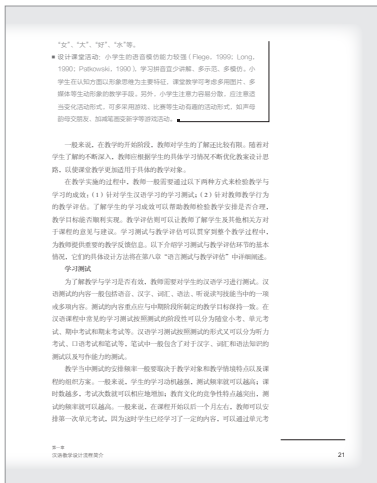 “女”、“大”、“好”、“水”等。
■ 设计课堂活动：小学生的语音模仿能力较强（Flege，1999；Long，
1990；Patkowski，1990），学习拼音宜少讲解、多示范、多模仿。小
学生在认知方面以形象思维为主要特征，课堂教学可考虑多用图片、多
媒体等生动形象的教学手段。另外，小学生注意力容易分散，应注意适
当变化活动形式，可多采用游戏、比赛等生动有趣的活动形式，如声母
韵母交朋友、加减笔画变新字等游戏活动。
一般来说，在教学的开始阶段，教师对学生的了解还比较有限。随着对
学生了解的不断深入，教师应根据学生的具体学习情况不断优化教案设计思
路，以使课堂教学更加适用于具体的教学对象。
在教学实施的过程中，教师一般需要通过以下两种方式来检验教学与
学习的成效：(1) 针对学生汉语学习的学习测试；(2) 针对教师教学行为
的教学评估。了解学生的学习成效可以帮助教师检验教学安排是否合理，
教学目标能否顺利实现。教学评估则可以让教师了解学生及其他相关方对
于课程的意见与建议。学习测试与教学评估可以贯穿到整个教学过程中，
为教师提供重要的教学反馈信息。以下介绍学习测试与教学评估环节的基本
情况，它们的具体设计方法将在第八章“语言测试与教学评估”中详细阐述。
学习测试
为了解教学与学习是否有效，教师需要对学生的汉语学习进行测试。汉
语测试的内容一般包括语音、汉字、词汇、语法、听说读写技能当中的一项
或多项内容。测试的内容重点应与中期阶段所制定的教学目标保持一致。在
汉语课程中常见的学习测试按照测试的阶段性可以分为随堂小考、单元考
试、期中考试和期末考试等。汉语学习测试按照测试的形式又可以分为听力
考试、口语考试和笔试等，笔试中一般包含了对于汉字、词汇和语法知识的
测试以及写作能力的测试。
教学当中测试的安排频率一般要取决于教学对象和教学情境特点以及课
程的组织方案。一般来说，学生的学习动机越强，测试频率就可以越高；课
时数越多，考试次数就可以相应地增加；教育文化的竞争性特点越突出，测
试的频率就可以越高。一般来说，在课程开始以后一个月左右，教师可以安
排第一次单元考试，因为这时学生已经学习了一定的内容，可以通过单元考
第一章
汉语教学设计流程简介
21